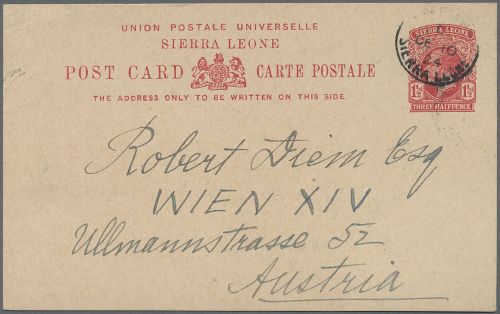 UNION POSTALE UNIVERSELLE
SIERRA LEONE
POST CARD CARTE POSTALE
THE ADDRESS ONLY TO BE WRITTEN ON THIS SIDE.
SIERRA LEONE
1½ 1½
THREE HALFPENCE
SIERRA LEONE
Robert Diem Esq
WIEN XIV
Ullmannstrasse 52
Austria